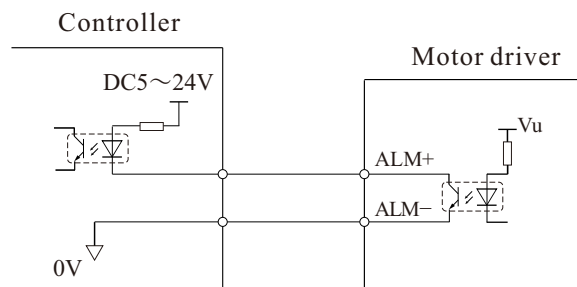 Controller
Motor driver
DC5～24V
Vu
ALM+
ALM−
0V